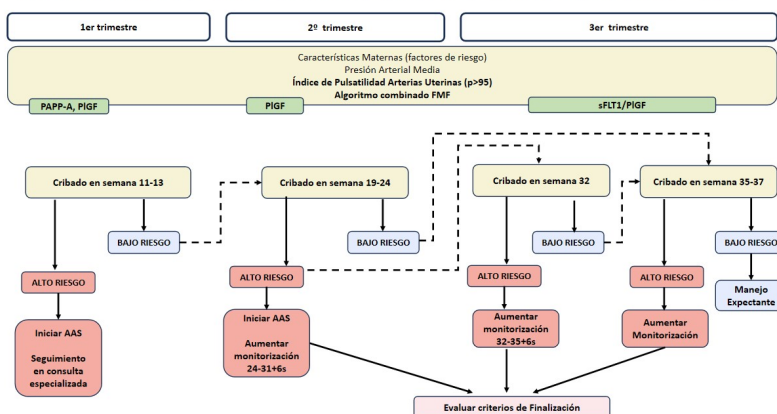 1er trimestre
2º trimestre
3er trimestre
Características Maternas (factores de riesgo)
Presión Arterial Media
Índice de Pulsatilidad Arterias Uterinas (p>95)
Algoritmo combinado FMF
PAPP-A, PlGF
PlGF
sFLT1/PlGF
Cribado en semana 11-13
Cribado en semana 19-24
Cribado en semana 32
Cribado en semana 35-37
BAJO RIESGO
BAJO RIESGO
BAJO RIESGO
BAJO RIESGO
ALTO RIESGO
ALTO RIESGO
ALTO RIESGO
ALTO RIESGO
Manejo
Expectante
Iniciar AAS
Seguimiento
en consulta
especializada
Iniciar AAS
Aumentar
monitorización
24-31+6s
Aumentar
monitorización
32-35+6s
Aumentar
Monitorización
Evaluar criterios de Finalización